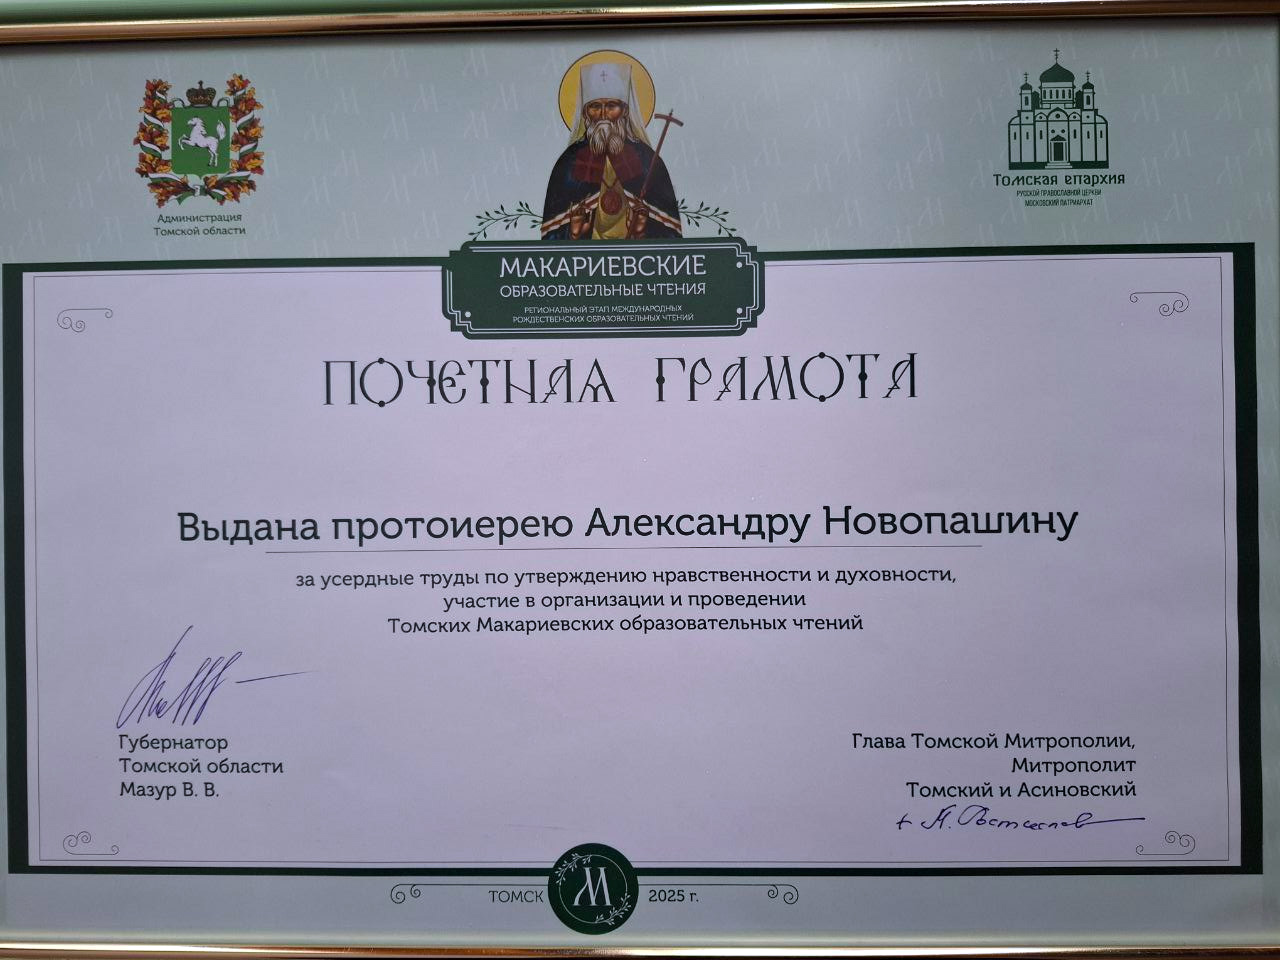 Администрация
Томской области
Томская епархия
РУССКОЙ ПРАВОСЛАВНОЙ ЦЕРКВИ
МОСКОВСКИЙ ПАТРИАРХАТ
МАКАРИЕВСКИЕ
ОБРАЗОВАТЕЛЬНЫЕ ЧТЕНИЯ
РЕГИОНАЛЬНЫЙ ЭТАП МЕЖДУНАРОДНЫХ
РОЖДЕСТВЕНСКИХ ОБРАЗОВАТЕЛЬНЫХ ЧТЕНИЙ
ПОЧЕТНАЯ ГРАМОТА
Выдана протоиерею Александру Новопашину
за усердные труды по утверждению нравственности и духовности,
участие в организации и проведении
Томских Макариевских образовательных чтений
Губернатор
Томской области
Мазур В. В.
Глава Томской Митрополии,
Митрополит
Томский и Асиновский
+ М. Ростислав
ТОМСК М 2025 г.